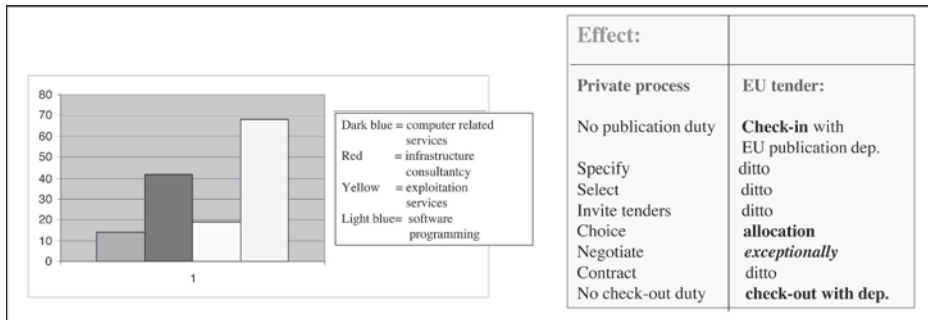 80
70
60
50
40
30
20
10
0
1
Dark blue = computer related
services
Red = infrastructure
consultantcy
Yellow = exploitation
services
Light blue= software
programming
Effect:
Private process EU tender:
No publication duty Check-in with
EU publication dep.
Specify ditto
Select ditto
Invite tenders ditto
Choice allocation
Negotiate exceptionally
Contract ditto
No check-out duty check-out with dep.